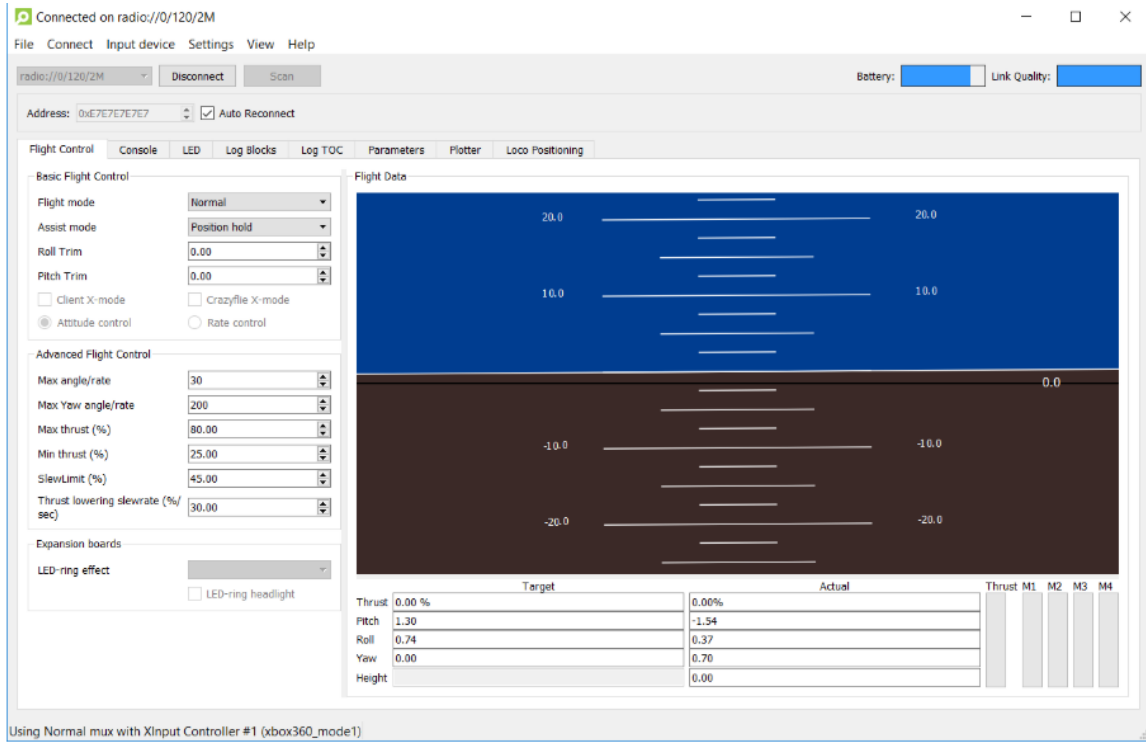 Connected on radio://0/120/2M
File Connect Input device Settings View Help
radio://0/120/2M Disconnect Scan Battery: Link Quality:
Address: 0xE7E7E7E7E7 Auto Reconnect
Flight Control Console LED Log Blocks Log TOC Parameters Plotter Loco Positioning
Basic Flight Control
Flight mode Normal
Assist mode Position hold
Roll Trim 0.00
Pitch Trim 0.00
Client X-mode Crazyflie X-mode
Attitude control Rate control
Advanced Flight Control
Max angle/rate 30
Max Yaw angle/rate 200
Max thrust (%) 80.00
Min thrust (%) 25.00
SlewLimit (%) 45.00
Thrust lowering slewrate (%/
sec) 30.00
Expansion boards
LED-ring effect
LED-ring headlight
Flight Data
20.0 20.0
10.0 10.0
0.0
-10.0 -10.0
-20.0 -20.0
Target Actual Thrust M1 M2 M3 M4
Thrust 0.00 % 0.00%
Pitch 1.30 -1.54
Roll 0.74 0.37
Yaw 0.00 0.70
Height 0.00
Using Normal mux with XInput Controller #1 (xbox360_mode1)